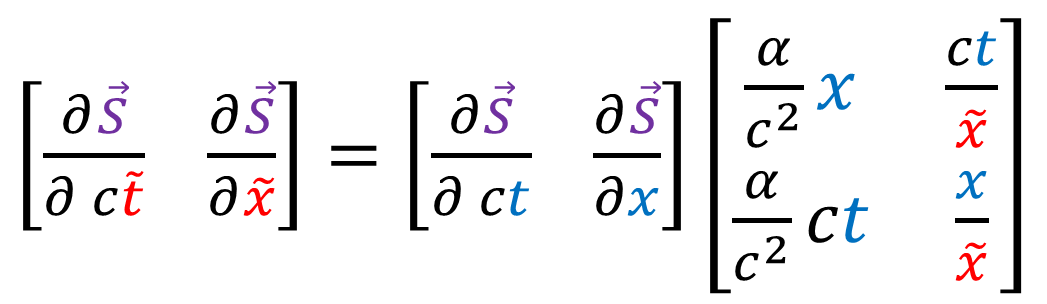 [∂S⃗/∂ct̃ ∂S⃗/∂x̃] = [∂S⃗/∂ct ∂S⃗/∂x] [α/c² x ct/x̃; α/c² ct x/x̃]